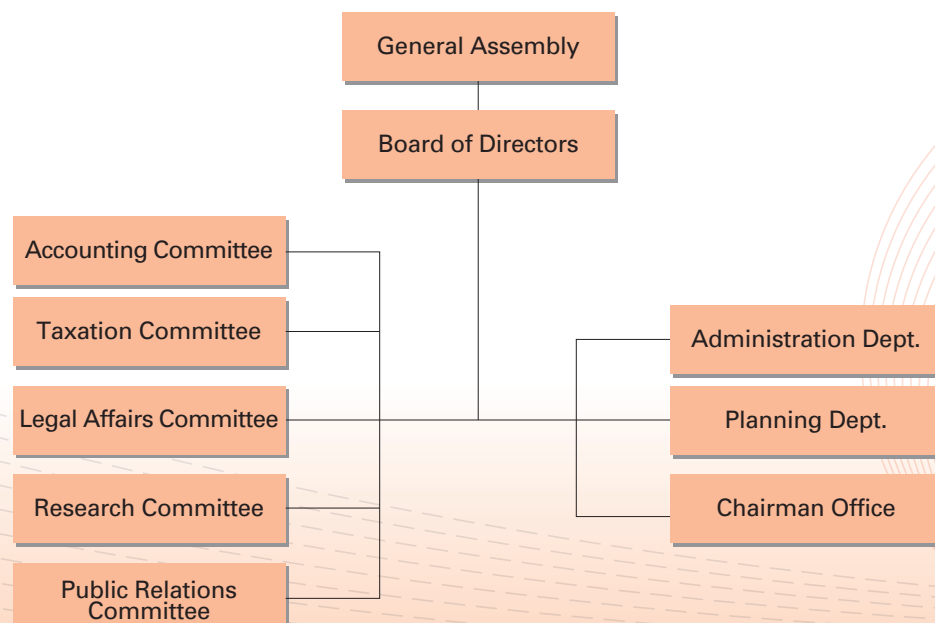 General Assembly
Board of Directors
Accounting Committee
Taxation Committee
Legal Affairs Committee
Research Committee
Public Relations
Committee
Administration Dept.
Planning Dept.
Chairman Office